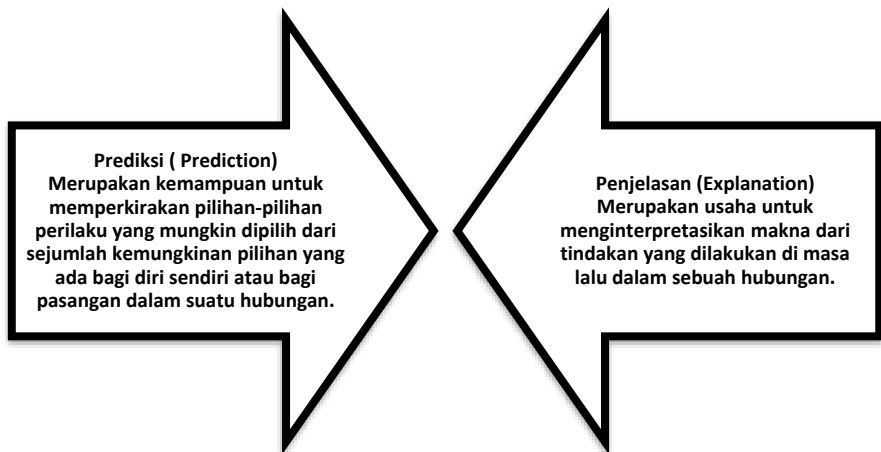 Prediksi ( Prediction)
Merupakan kemampuan untuk
memperkirakan pilihan-pilihan
perilaku yang mungkin dipilih dari
sejumlah kemungkinan pilihan yang
ada bagi diri sendiri atau bagi
pasangan dalam suatu hubungan.
Penjelasan (Explanation)
Merupakan usaha untuk
menginterpretasikan makna dari
tindakan yang dilakukan di masa
lalu dalam sebuah hubungan.